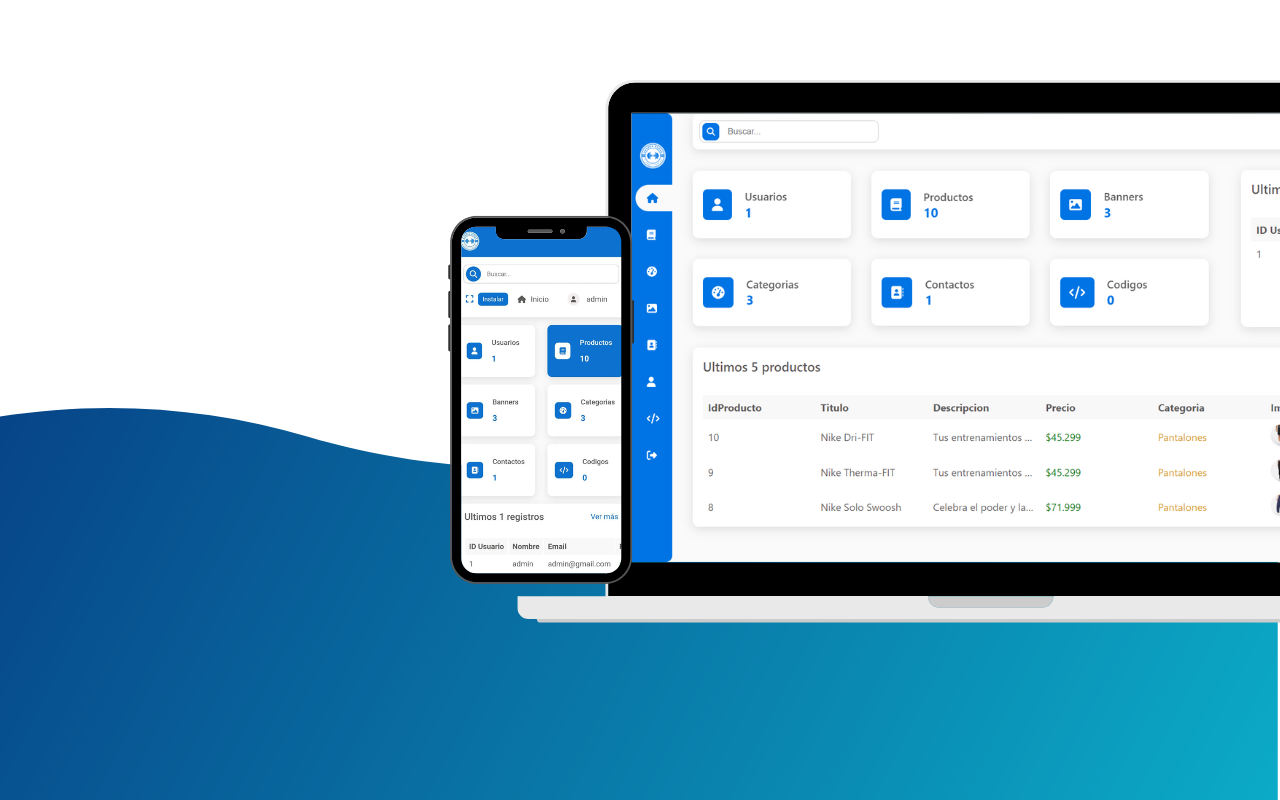 Buscar...
Usuarios
1
Productos
10
Banners
3
Categorias
3
Contactos
1
Codigos
0
Ultimos 5 productos
IdProducto Titulo Descripcion Precio Categoria
10 Nike Dri-FIT Tus entrenamientos ... $45.299 Pantalones
9 Nike Therma-FIT Tus entrenamientos ... $45.299 Pantalones
8 Nike Solo Swoosh Celebra el poder y la... $71.999 Pantalones
Ultim
ID Us
1
Buscar...
Instalar Inicio admin
Usuarios
1
Productos
10
Banners
3
Categorias
3
Contactos
1
Codigos
0
Ultimos 1 registros Ver más
ID Usuario Nombre Email
1 admin admin@gmail.com